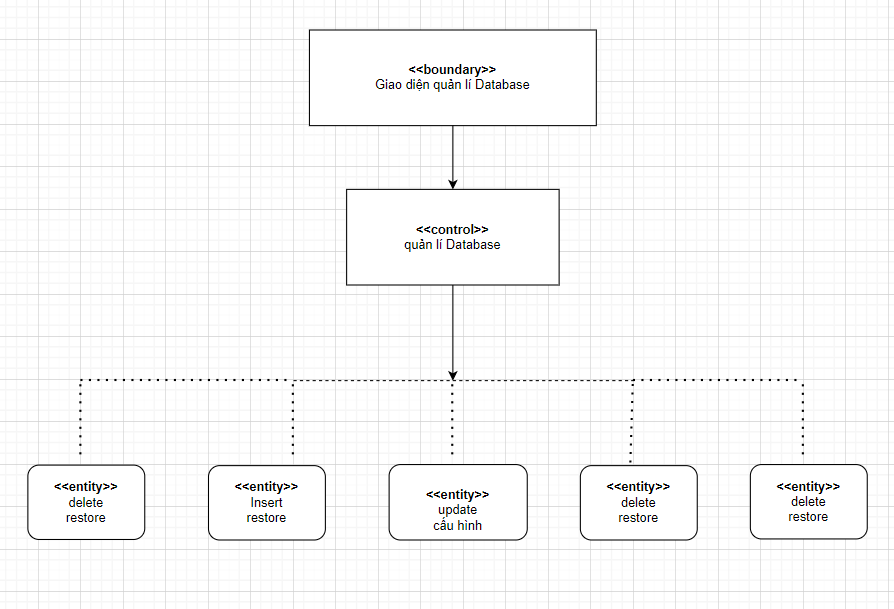 <<boundary>>
Giao diện quản lí Database
<<control>>
quản lí Database
<<entity>>
delete
restore
<<entity>>
Insert
restore
<<entity>>
update
cấu hình
<<entity>>
delete
restore
<<entity>>
delete
restore